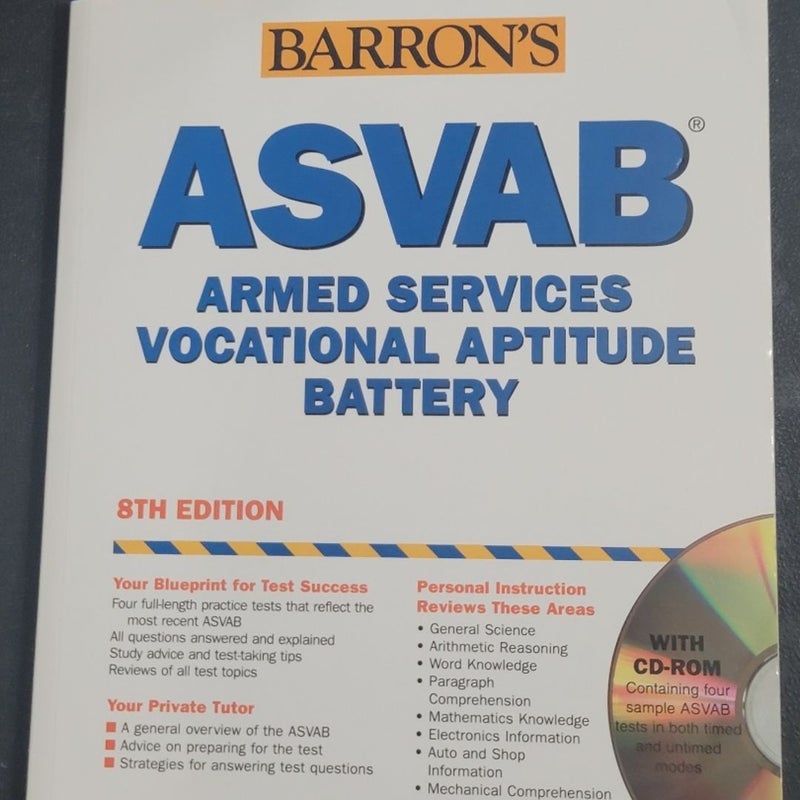 BARRON'S
ASVAB®
ARMED SERVICES
VOCATIONAL APTITUDE
BATTERY
8TH EDITION
Your Blueprint for Test Success
Four full-length practice tests that reflect the
most recent ASVAB
All questions answered and explained
Study advice and test-taking tips
Reviews of all test topics
Your Private Tutor
■ A general overview of the ASVAB
■ Advice on preparing for the test
■ Strategies for answering test questions
Personal Instruction
Reviews These Areas
• General Science
• Arithmetic Reasoning
• Word Knowledge
• Paragraph
Comprehension
• Mathematics Knowledge
• Electronics Information
• Auto and Shop
Information
• Mechanical Comprehension
WITH
CD-ROM
Containing four
sample ASVAB
tests in both timed
and untimed
modes